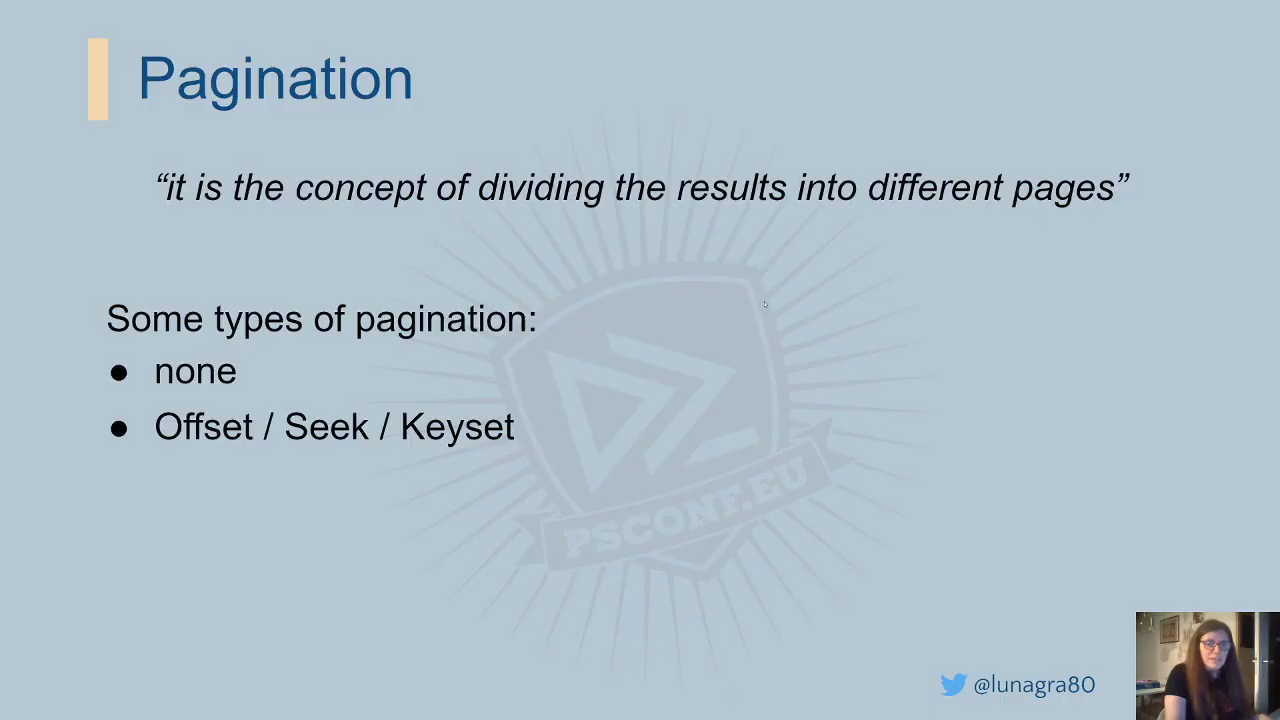 Pagination
“it is the concept of dividing the results into different pages”
Some types of pagination:
● none
● Offset / Seek / Keyset
PSCONF.EU
@lunagra80